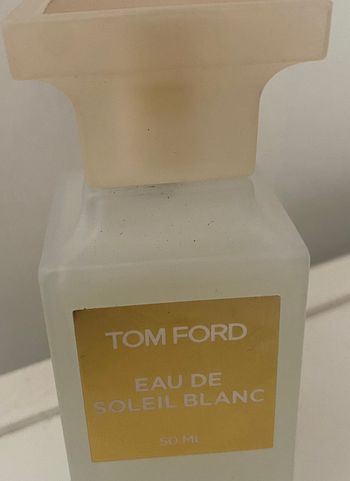 TOM FORD
EAU DE
SOLEIL BLANC
50 ML